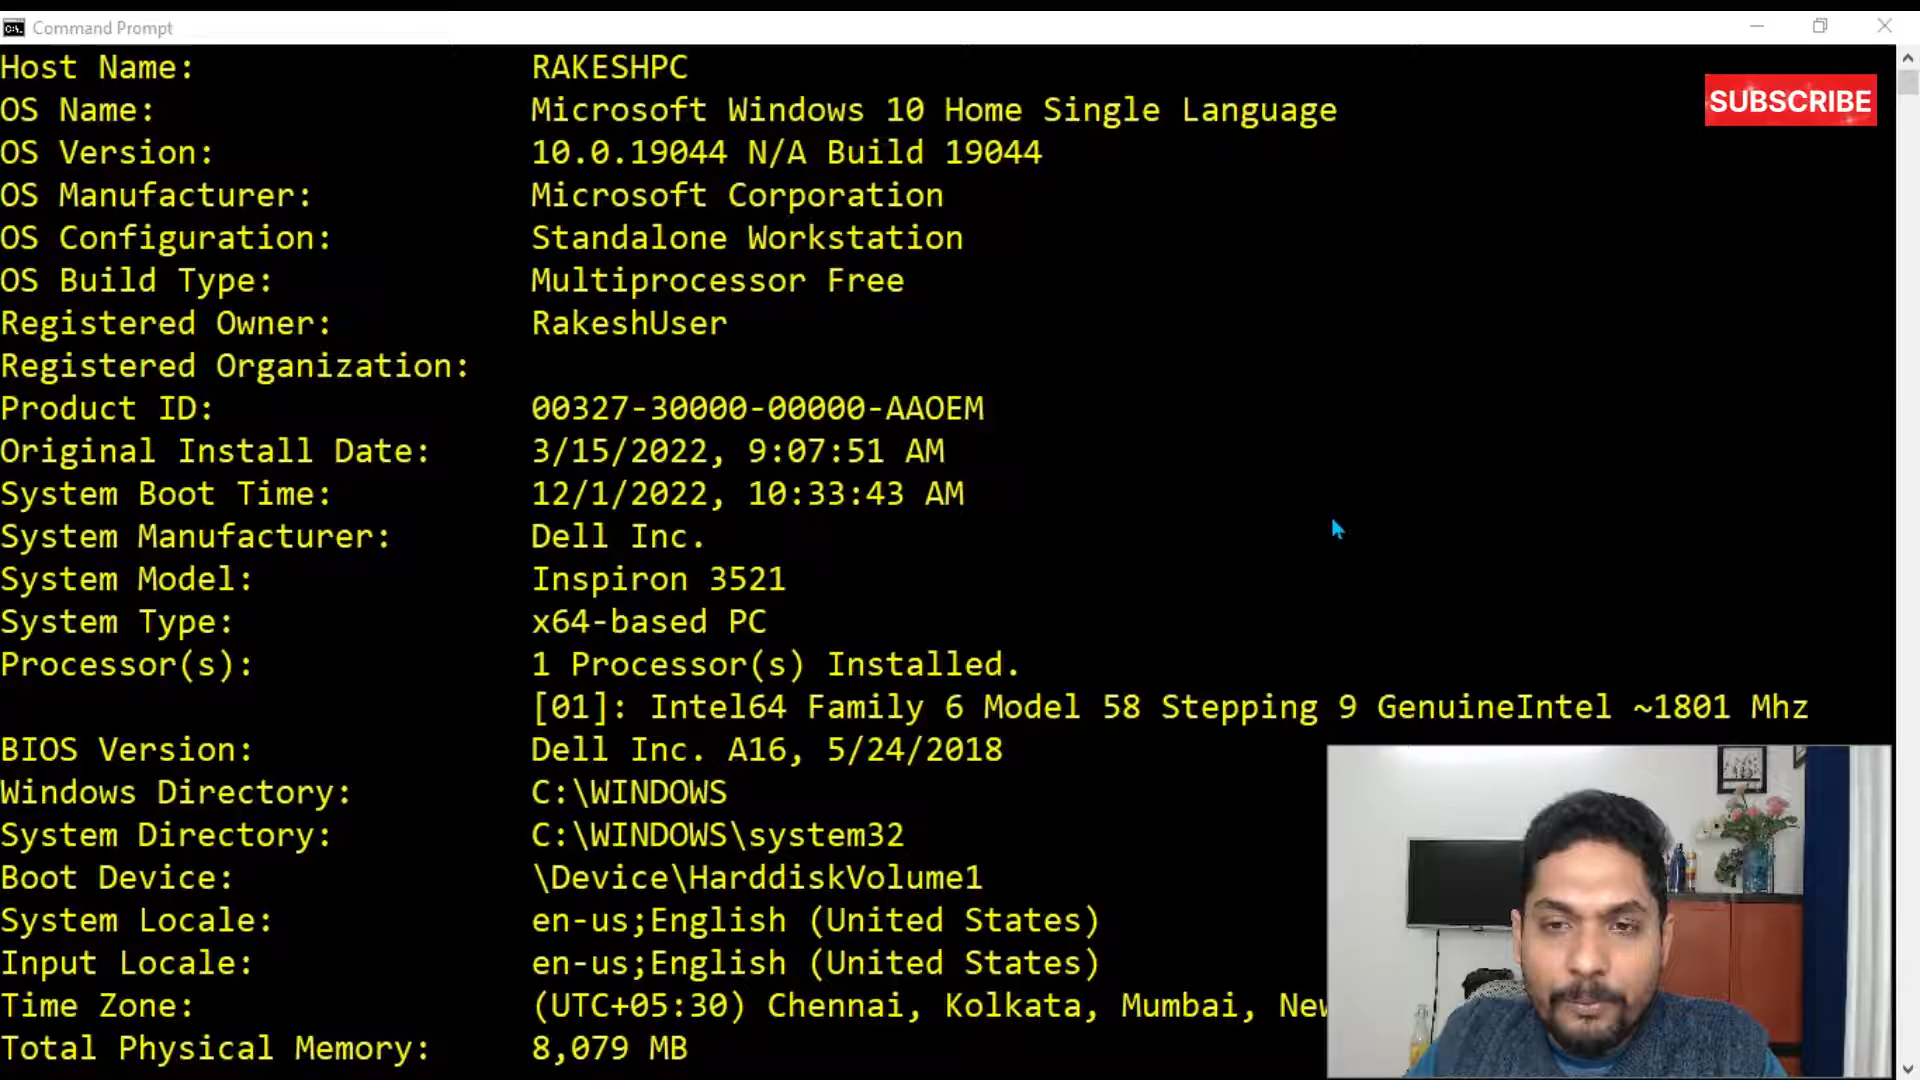 Command Prompt
Host Name: RAKESHPC
SUBSCRIBE
OS Name: Microsoft Windows 10 Home Single Language
OS Version: 10.0.19044 N/A Build 19044
OS Manufacturer: Microsoft Corporation
OS Configuration: Standalone Workstation
OS Build Type: Multiprocessor Free
Registered Owner: RakeshUser
Registered Organization:
Product ID: 00327-30000-00000-AAOEM
Original Install Date: 3/15/2022, 9:07:51 AM
System Boot Time: 12/1/2022, 10:33:43 AM
System Manufacturer: Dell Inc.
System Model: Inspiron 3521
System Type: x64-based PC
Processor(s): 1 Processor(s) Installed.
[01]: Intel64 Family 6 Model 58 Stepping 9 GenuineIntel ~1801 Mhz
BIOS Version: Dell Inc. A16, 5/24/2018
Windows Directory: C:\WINDOWS
System Directory: C:\WINDOWS\system32
Boot Device: \Device\HarddiskVolume1
System Locale: en-us;English (United States)
Input Locale: en-us;English (United States)
Time Zone: (UTC+05:30) Chennai, Kolkata, Mumbai, New
Total Physical Memory: 8,079 MB